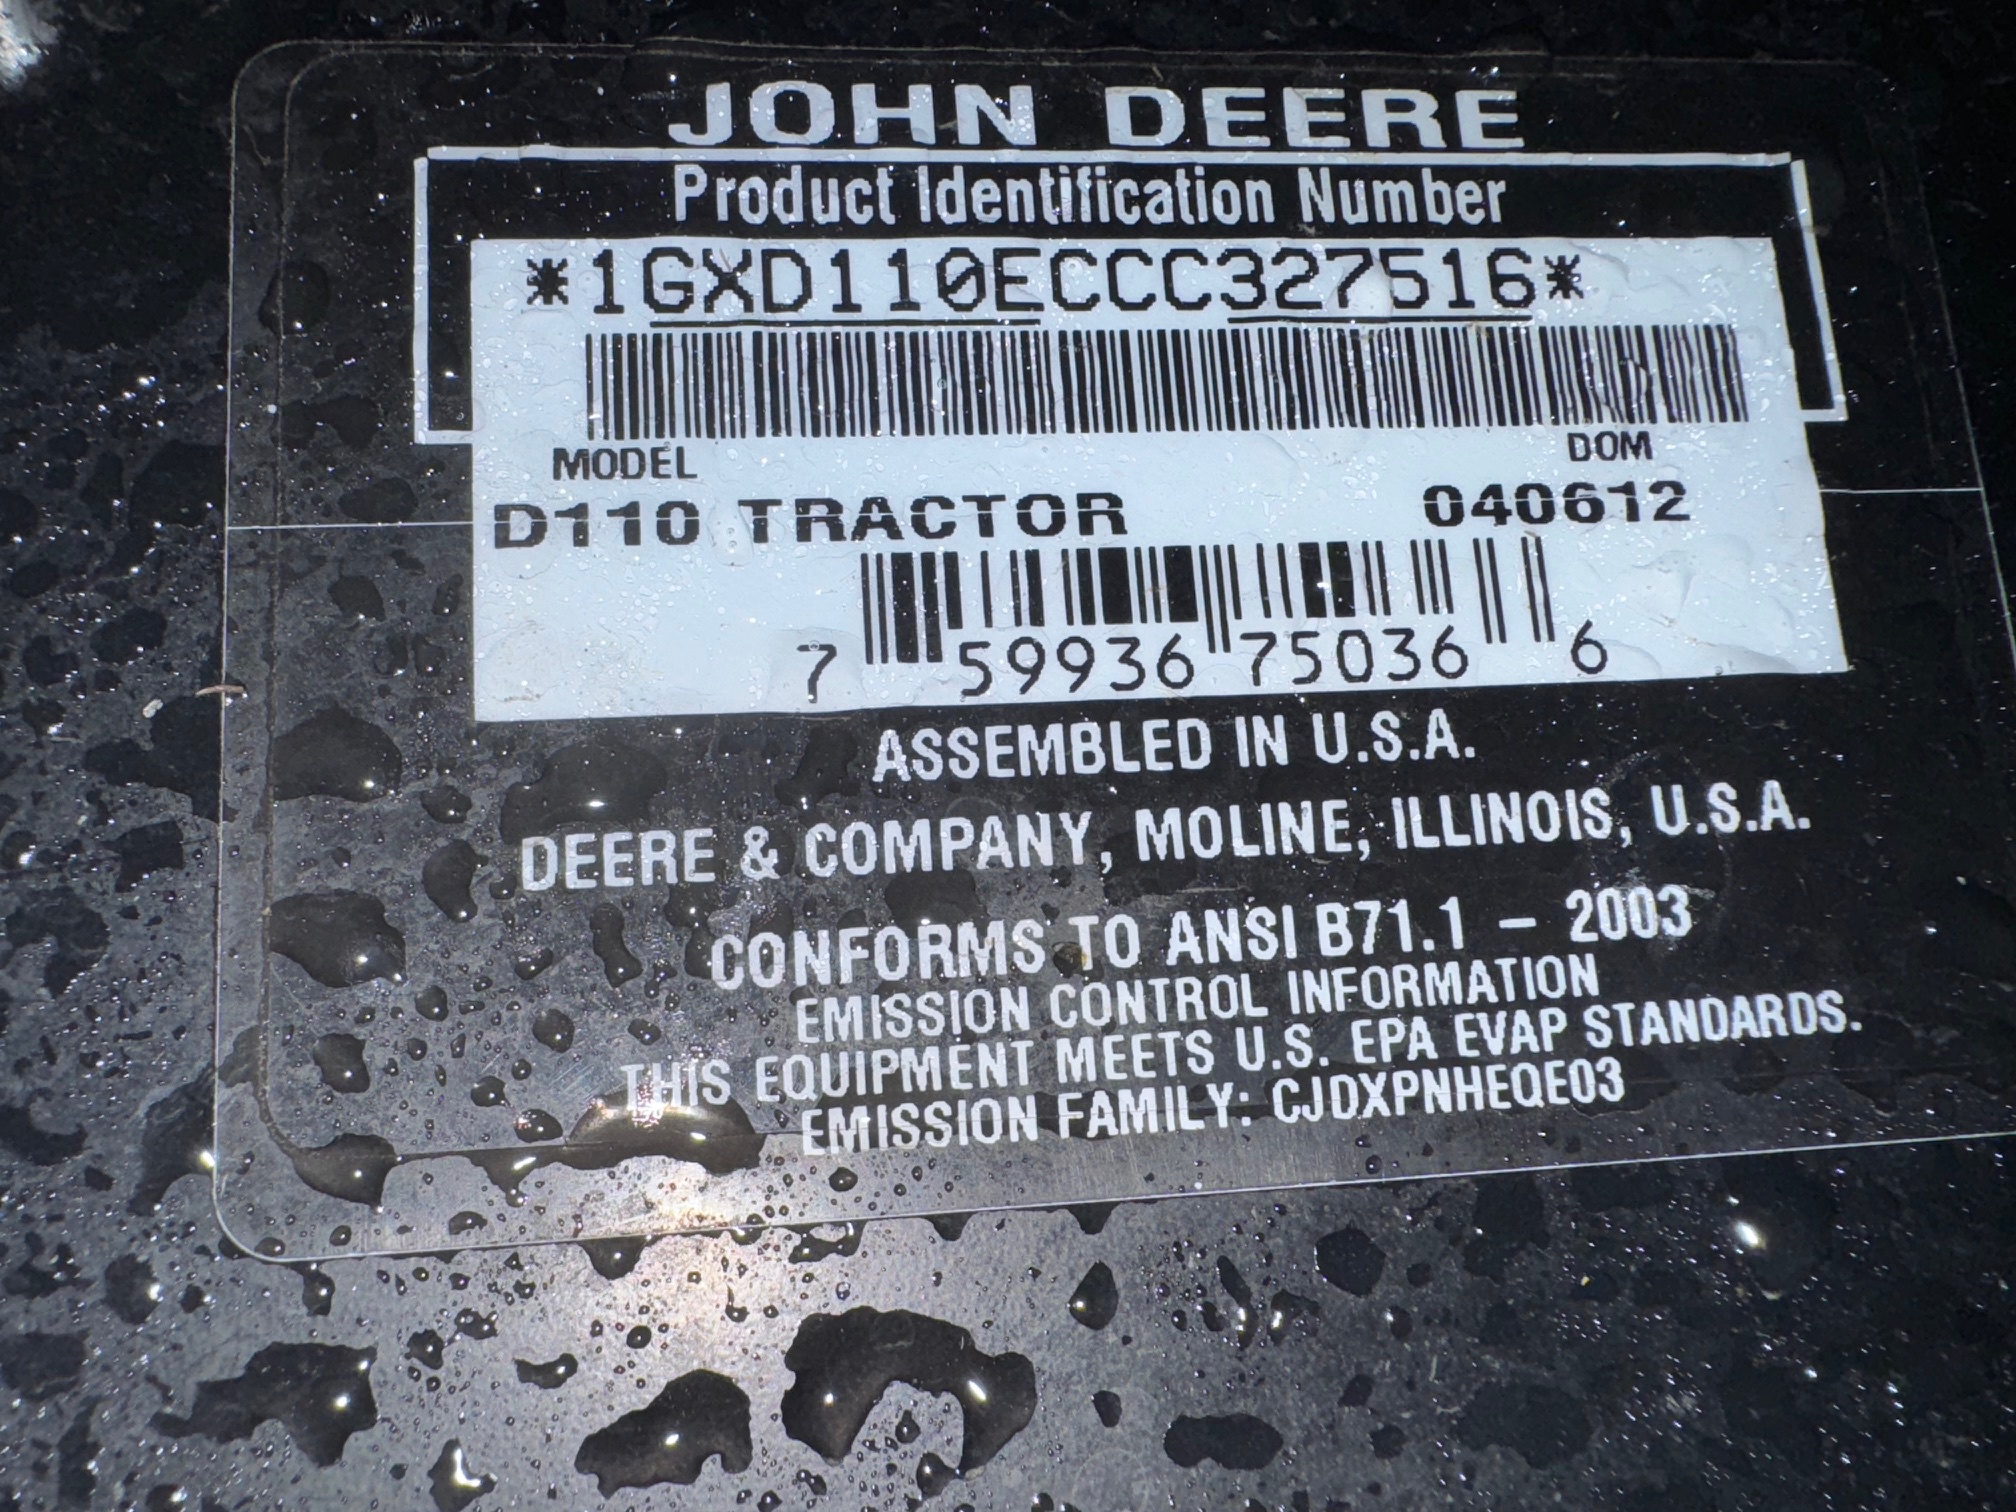 JOHN DEERE
Product Identification Number
*1GXD110ECCC327516*
MODEL DOM
D110 TRACTOR 040612
7 59936 75036 6
ASSEMBLED IN U.S.A.
DEERE & COMPANY, MOLINE, ILLINOIS, U.S.A.
CONFORMS TO ANSI B71.1 – 2003
EMISSION CONTROL INFORMATION
THIS EQUIPMENT MEETS U.S. EPA EVAP STANDARDS.
EMISSION FAMILY: CJDXPNHEQE03